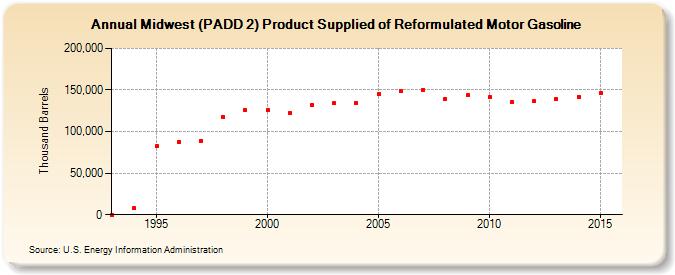 Annual Midwest (PADD 2) Product Supplied of Reformulated Motor Gasoline
Thousand Barrels
200,000
150,000
100,000
50,000
0
1995 2000 2005 2010 2015
Source: U.S. Energy Information Administration